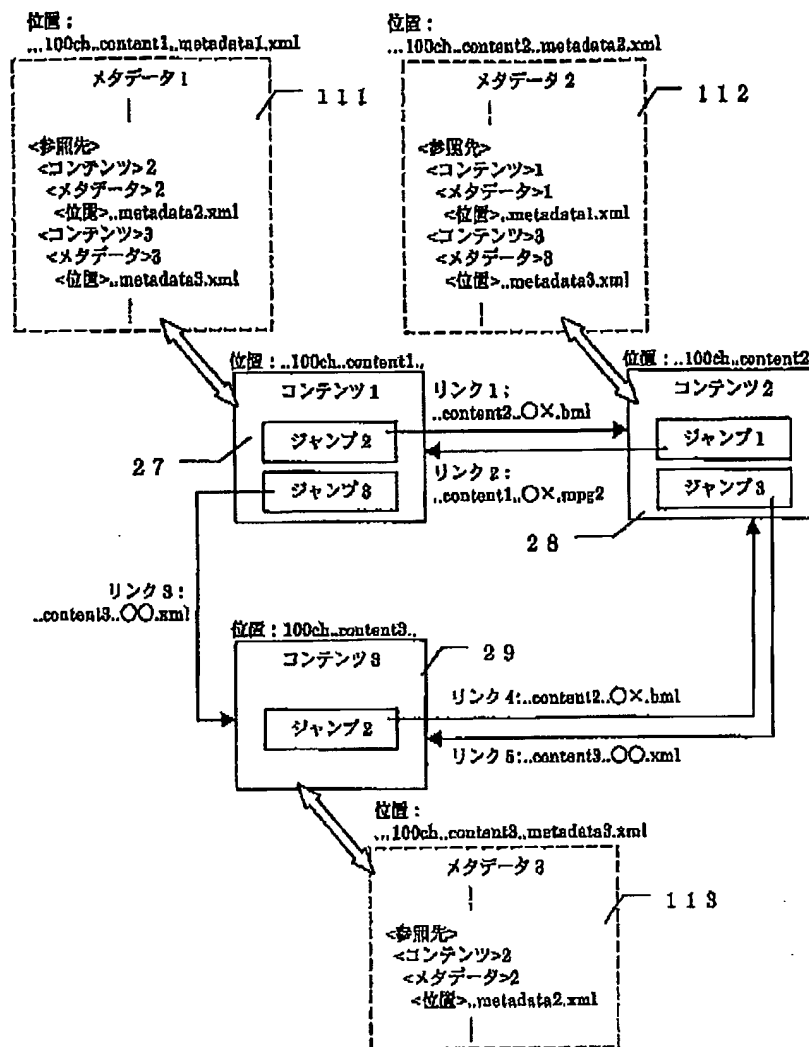 位置：
...100ch..content1..metadata1.xml
メタデータ1
111
<参照先>
<コンテンツ>2
<メタデータ>2
<位置>..metadata2.xml
<コンテンツ>3
<メタデータ>3
<位置>..metadata3.xml
位置：
...100ch..content2..metadata2.xml
メタデータ2
112
<参照先>
<コンテンツ>1
<メタデータ>1
<位置>..metadata1.xml
<コンテンツ>3
<メタデータ>3
<位置>..metadata3.xml
位置：..100ch..content1..
コンテンツ1
ジャンプ2
ジャンプ3
27
リンク1；
..content2..○×.bml
リンク2：
..content1..○×.mpg2
位置：..100ch..content2
コンテンツ2
ジャンプ1
ジャンプ3
28
リンク3：
..content3..○○.xml
位置：100ch..content3..
コンテンツ3
29
ジャンプ2
リンク4:..content2..○×.bml
リンク5:..content3..○○.xml
位置：
...100ch..content3..metadata3.xml
メタデータ3
113
<参照先>
<コンテンツ>2
<メタデータ>2
<位置>..metadata2.xml